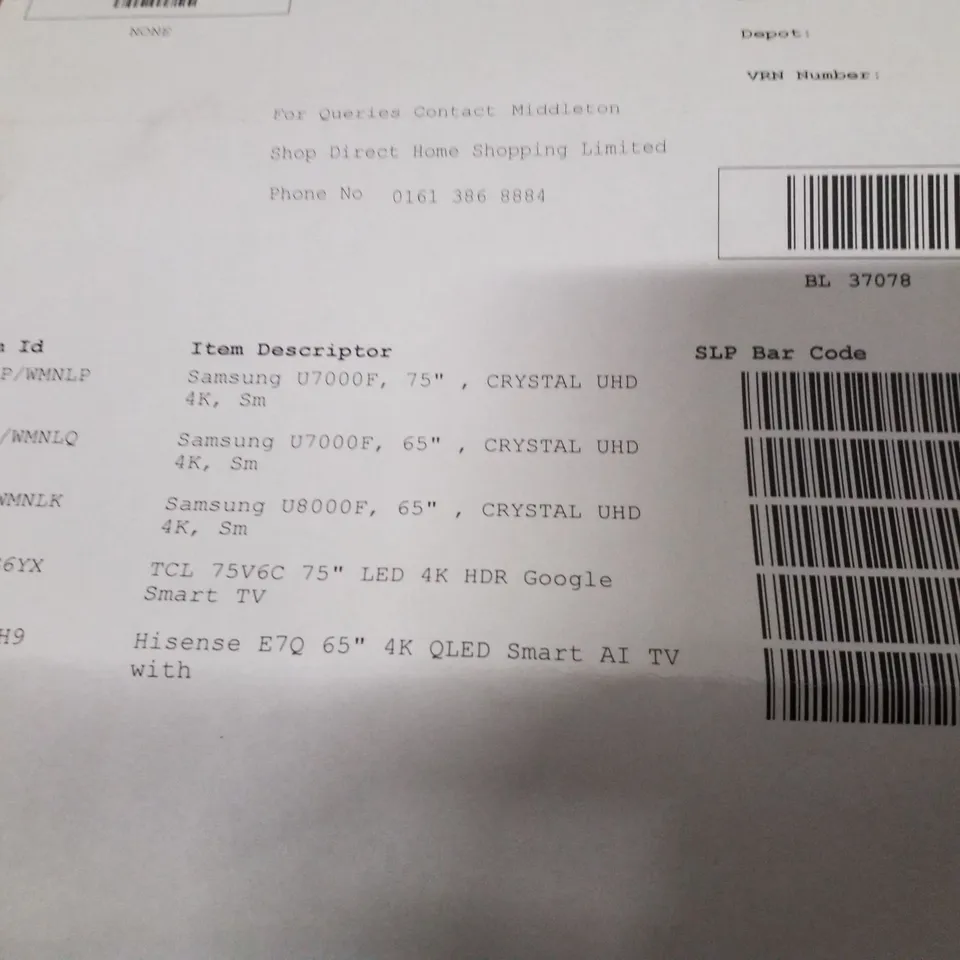 NONE
Depot:
VRN Number:
For Queries Contact Middleton
Shop Direct Home Shopping Limited
Phone No 0161 386 8884
BL 37078
Id Item Descriptor SLP Bar Code
P/WMNLP Samsung U7000F, 75" , CRYSTAL UHD
4K, Sm
/WMNLQ Samsung U7000F, 65" , CRYSTAL UHD
4K, Sm
WMNLK Samsung U8000F, 65" , CRYSTAL UHD
4K, Sm
6YX TCL 75V6C 75" LED 4K HDR Google
Smart TV
H9 Hisense E7Q 65" 4K QLED Smart AI TV
with